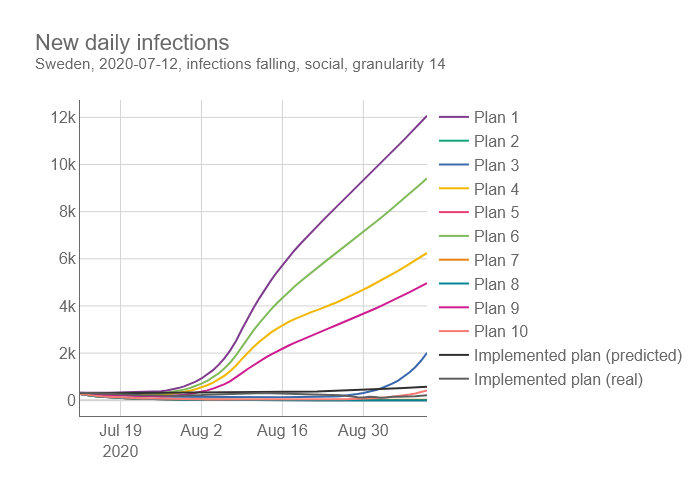 New daily infections
Sweden, 2020-07-12, infections falling, social, granularity 14
12k
10k
8k
6k
4k
2k
0
Jul 19
2020
Aug 2
Aug 16
Aug 30
Plan 1
Plan 2
Plan 3
Plan 4
Plan 5
Plan 6
Plan 7
Plan 8
Plan 9
Plan 10
Implemented plan (predicted)
Implemented plan (real)